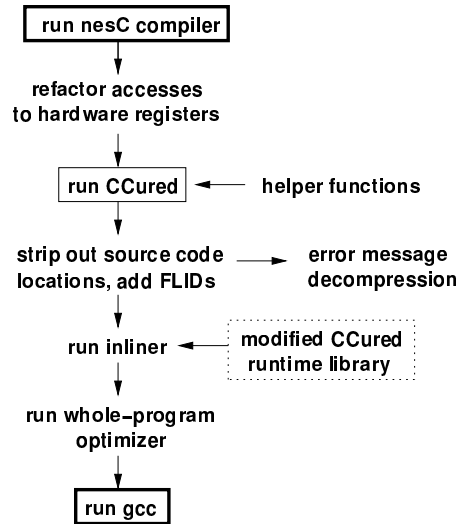 run nesC compiler
refactor accesses
to hardware registers
run CCured
helper functions
strip out source code
locations, add FLIDs
error message
decompression
run inliner
modified CCured
runtime library
run whole-program
optimizer
run gcc